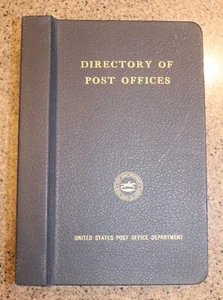 DIRECTORY OF
POST OFFICES
UNITED STATES POST OFFICE DEPARTMENT